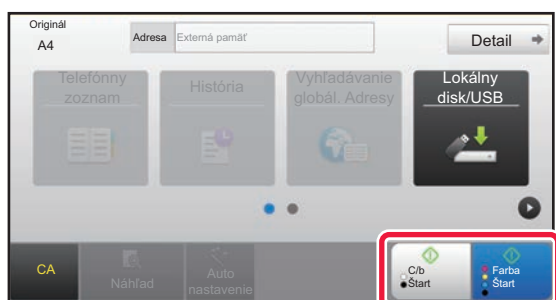 Originál
A4
Adresa
Externá pamäť
Detail
Telefónny
zoznam
História
Vyhľadávanie
globál. Adresy
Lokálny
disk/USB
CA
Náhľad
Auto
nastavenie
C/b
Štart
Farba
Štart